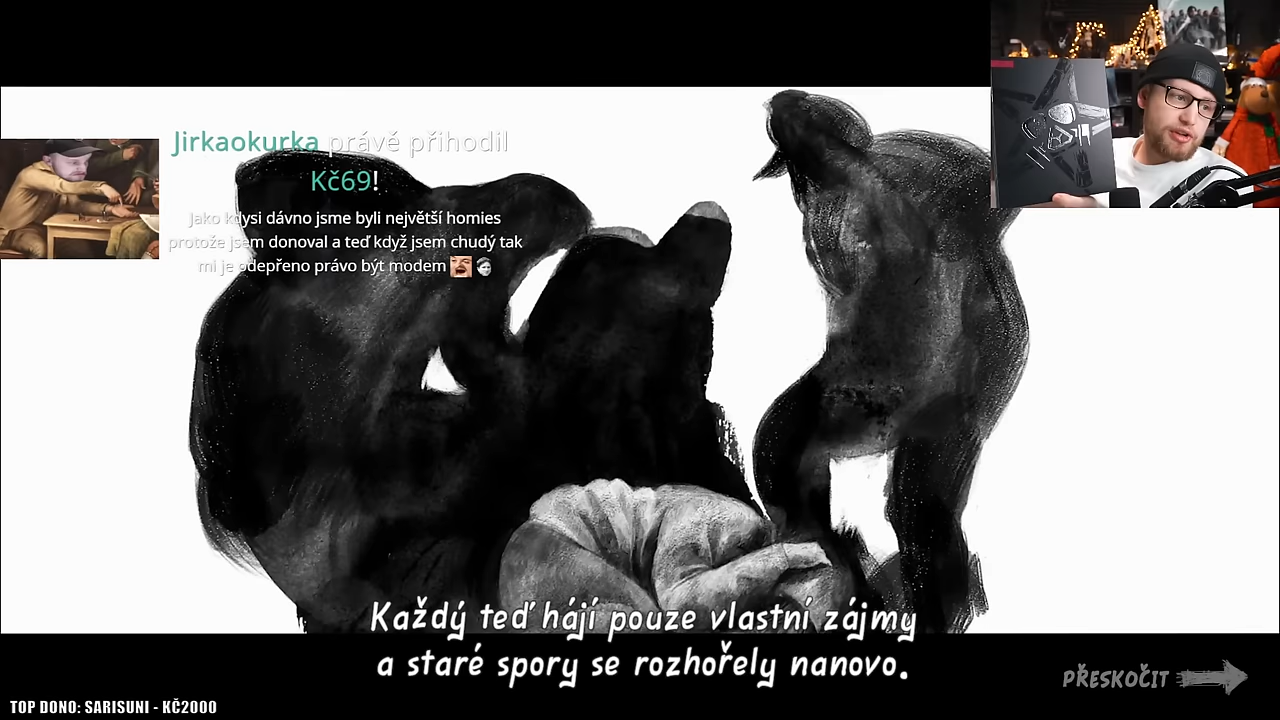 Jirkaokurka právě přihodil
Kč69!
Jako kdysi dávno jsme byli největší homies
protože jsem donoval a teď když jsem chudý tak
mi je odepřeno právo být modem
Každý teď hájí pouze vlastní zájmy
a staré spory se rozhořely nanovo.
PŘESKOČIT
TOP DONO: SARISUNI - KČ2000